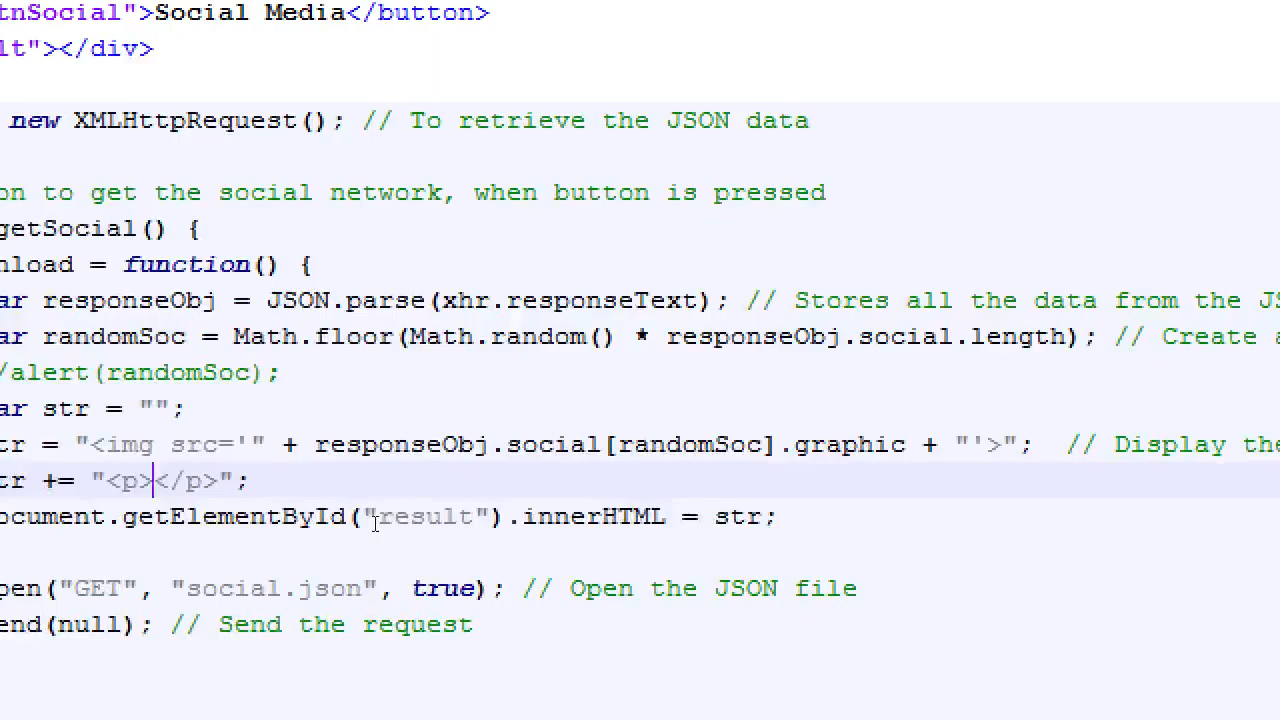 tnSocial">Social Media</button>
lt"></div>
new XMLHttpRequest(); // To retrieve the JSON data
on to get the social network, when button is pressed
getSocial() {
nload = function() {
ar responseObj = JSON.parse(xhr.responseText); // Stores all the data from the JS
ar randomSoc = Math.floor(Math.random() * responseObj.social.length); // Create a
/alert(randomSoc);
ar str = "";
tr = "<img src='" + responseObj.social[randomSoc].graphic + "'>"; // Display the
tr += "<p></p>";
ocument.getElementById("result").innerHTML = str;
pen("GET", "social.json", true); // Open the JSON file
end(null); // Send the request